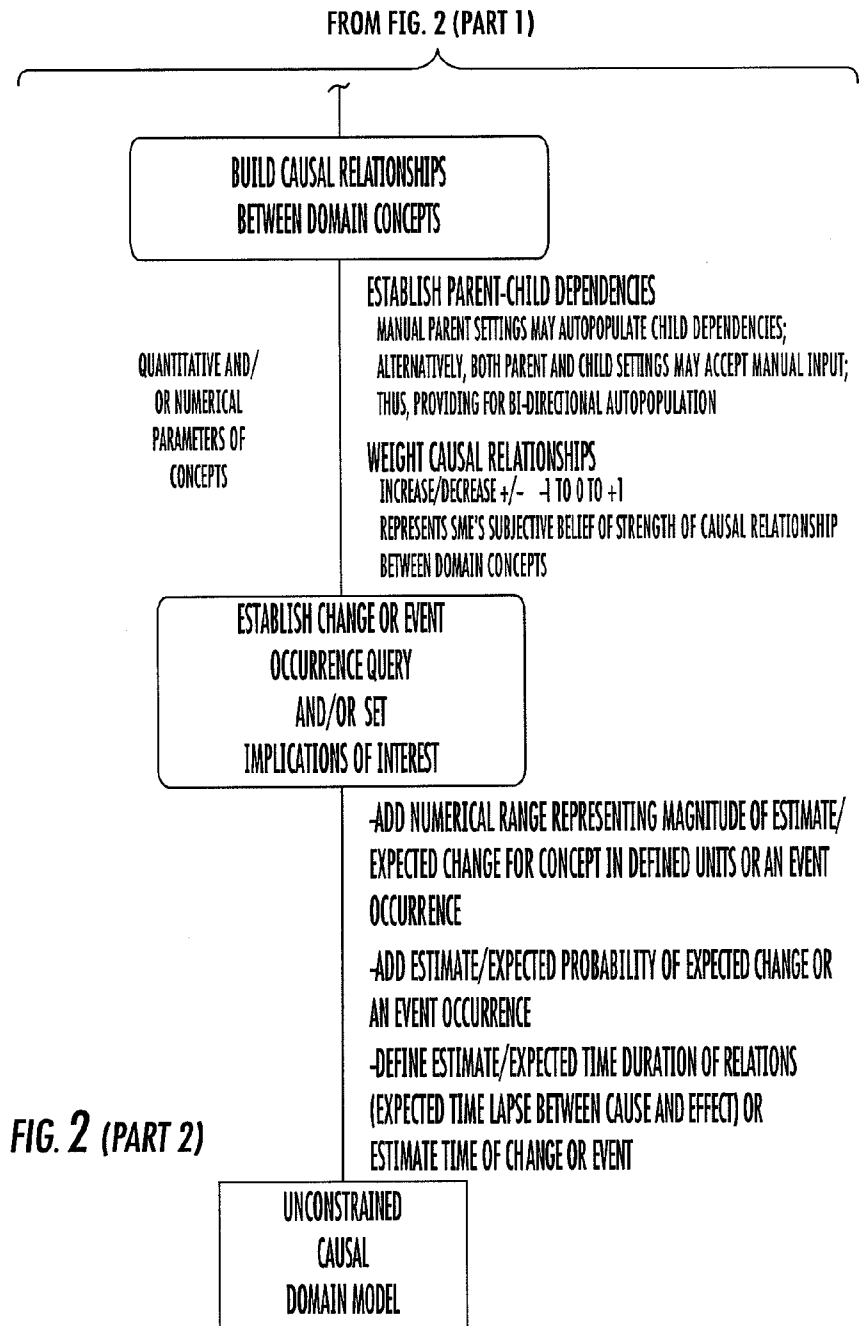 FROM FIG. 2 (PART 1)
BUILD CAUSAL RELATIONSHIPS
BETWEEN DOMAIN CONCEPTS
ESTABLISH PARENT-CHILD DEPENDENCIES
MANUAL PARENT SETTINGS MAY AUTOPOPULATE CHILD DEPENDENCIES;
ALTERNATIVELY, BOTH PARENT AND CHILD SETTINGS MAY ACCEPT MANUAL INPUT;
THUS, PROVIDING FOR BI-DIRECTIONAL AUTOPOPULATION
QUANTITATIVE AND/
OR NUMERICAL
PARAMETERS OF
CONCEPTS
WEIGHT CAUSAL RELATIONSHIPS
INCREASE/DECREASE +/- -1 TO 0 TO +1
REPRESENTS SME'S SUBJECTIVE BELIEF OF STRENGTH OF CAUSAL RELATIONSHIP
BETWEEN DOMAIN CONCEPTS
ESTABLISH CHANGE OR EVENT
OCCURRENCE QUERY
AND/OR SET
IMPLICATIONS OF INTEREST
-ADD NUMERICAL RANGE REPRESENTING MAGNITUDE OF ESTIMATE/
EXPECTED CHANGE FOR CONCEPT IN DEFINED UNITS OR AN EVENT
OCCURRENCE
-ADD ESTIMATE/EXPECTED PROBABILITY OF EXPECTED CHANGE OR
AN EVENT OCCURRENCE
-DEFINE ESTIMATE/EXPECTED TIME DURATION OF RELATIONS
(EXPECTED TIME LAPSE BETWEEN CAUSE AND EFFECT) OR
ESTIMATE TIME OF CHANGE OR EVENT
FIG. 2 (PART 2)
UNCONSTRAINED
CAUSAL
DOMAIN MODEL